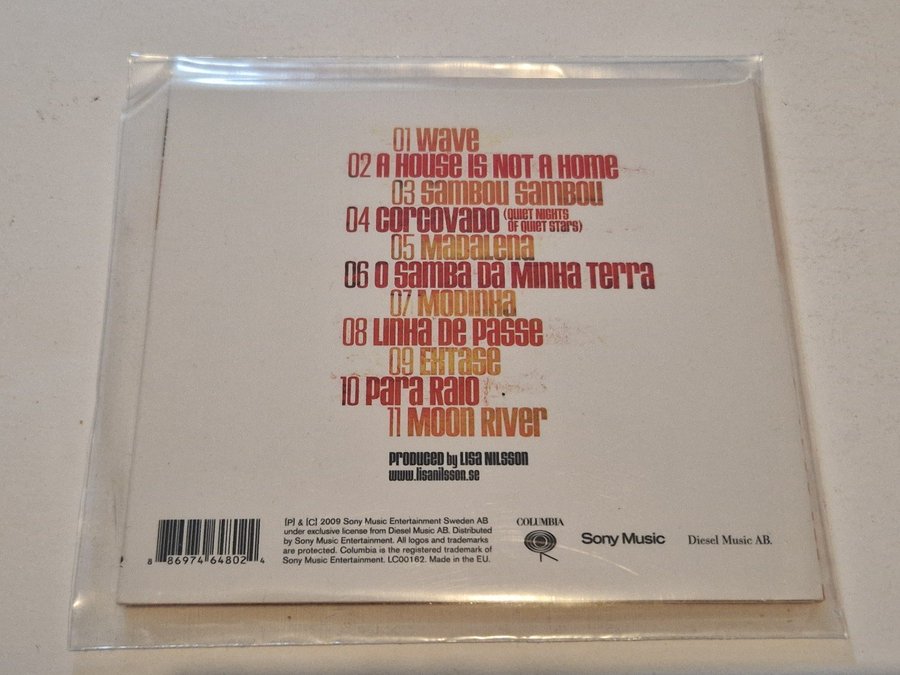 01 Wave
02 A House is not a Home
03 Sambou Sambou
04 Corcovado (Quiet Nights
of Quiet Stars)
05 Madalena
06 O Samba da Minha Terra
07 Modinha
08 Linha de Passe
09 Extase
10 Para Raio
11 Moon River
Produced by Lisa Nilsson
www.lisanilsson.se
[P] & [C] 2009 Sony Music Entertainment Sweden AB
under exclusive license from Diesel Music AB. Distributed
by Sony Music Entertainment. All logos and trademarks
are protected. Columbia is the registered trademark of
Sony Music Entertainment. LC00162. Made in the EU.
8 86974 64802 4
COLUMBIA
Sony Music
Diesel Music AB.